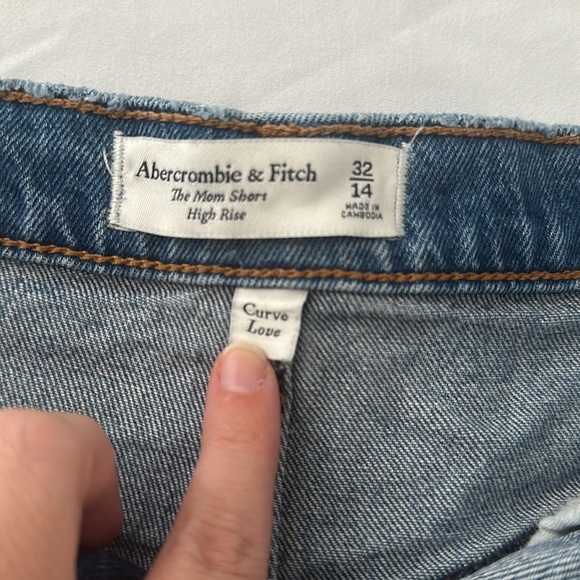 Abercrombie & Fitch
The Mom Short
High Rise
32
14
MADE IN
CAMBODIA
Curve
Love